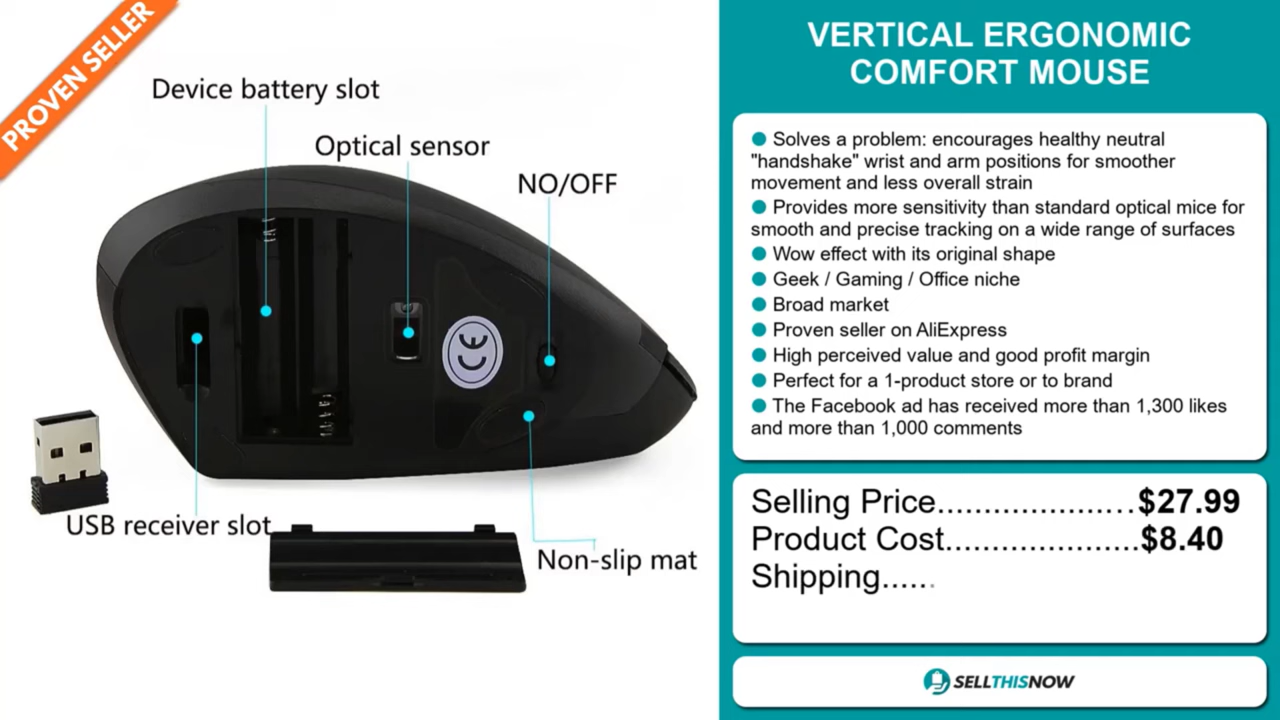 PROVEN SELLER
Device battery slot
Optical sensor
NO/OFF
CE
USB receiver slot
Non-slip mat
VERTICAL ERGONOMIC
COMFORT MOUSE
● Solves a problem: encourages healthy neutral
"handshake" wrist and arm positions for smoother
movement and less overall strain
● Provides more sensitivity than standard optical mice for
smooth and precise tracking on a wide range of surfaces
● Wow effect with its original shape
● Geek / Gaming / Office niche
● Broad market
● Proven seller on AliExpress
● High perceived value and good profit margin
● Perfect for a 1-product store or to brand
● The Facebook ad has received more than 1,300 likes
and more than 1,000 comments
Selling Price.....................$27.99
Product Cost.....................$8.40
Shipping......
SELLTHISNOW